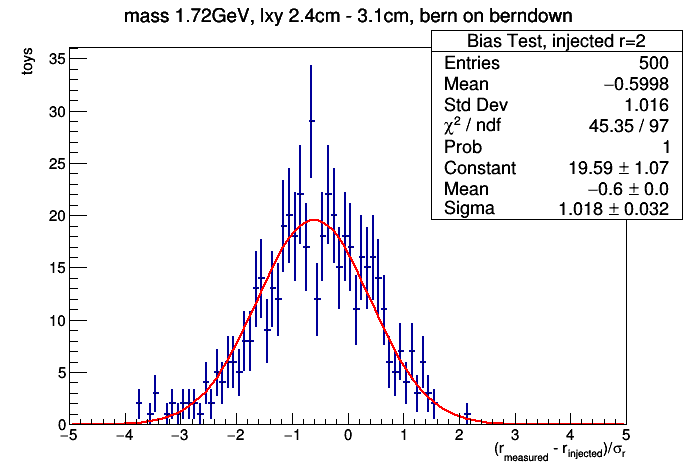 mass 1.72GeV, lxy 2.4cm - 3.1cm, bern on berndown
Bias Test, injected r=2
Entries 500
Mean −0.5998
Std Dev 1.016
χ² / ndf 45.35 / 97
Prob 1
Constant 19.59 ± 1.07
Mean −0.6 ± 0.0
Sigma 1.018 ± 0.032
toys
35
30
25
20
15
10
5
0
−5 −4 −3 −2 −1 0 1 2 3 4 5
(r_measured - r_injected)/σ_r